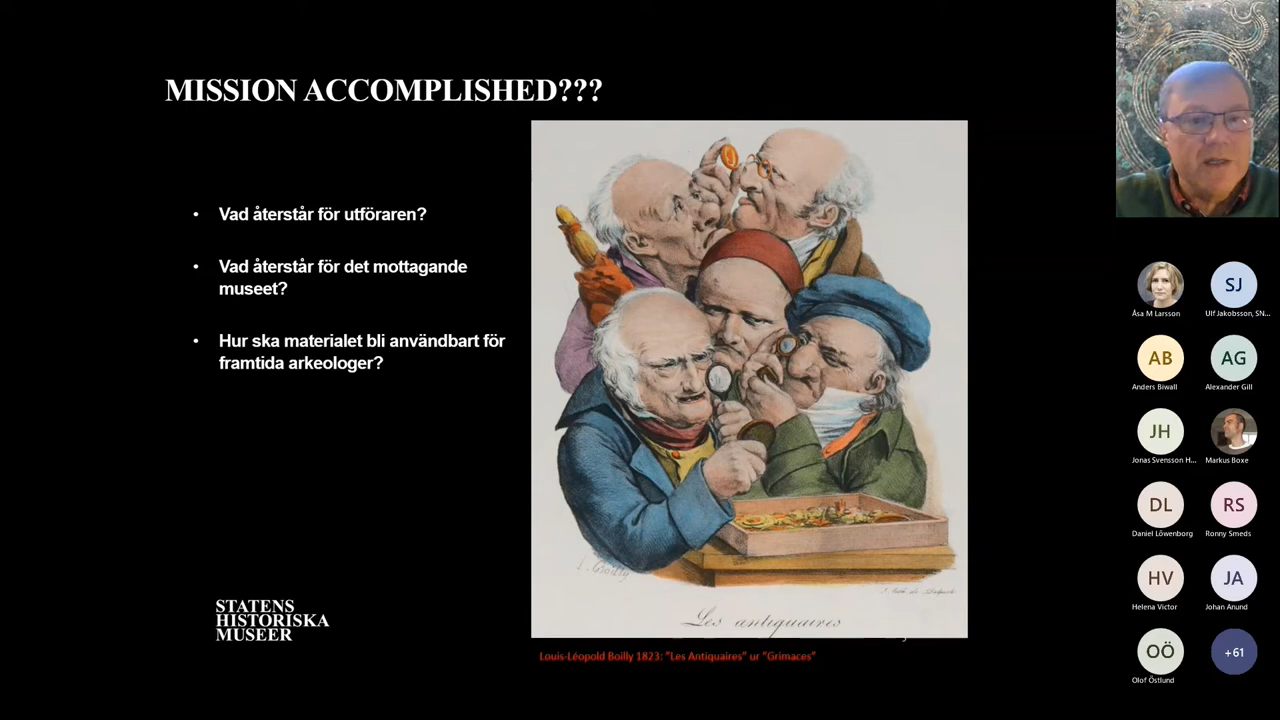 MISSION ACCOMPLISHED???
• Vad återstår för utföraren?
• Vad återstår för det mottagande
museet?
• Hur ska materialet bli användbart för
framtida arkeologer?
L. Boilly
Les antiquaires
Louis-Léopold Boilly 1823: "Les Antiquaires" ur "Grimaces"
STATENS
HISTORISKA
MUSEER
Åsa M Larsson
SJ
Ulf Jakobsson, SN...
AB
Anders Biwall
AG
Alexander Gill
JH
Jonas Svensson H...
Markus Boxe
DL
Daniel Löwenborg
RS
Ronny Smeds
HV
Helena Victor
JA
Johan Anund
OÖ
Olof Östlund
+61